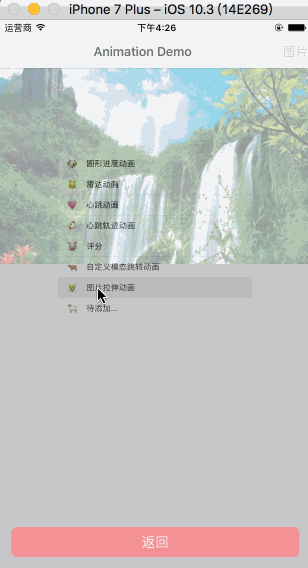 iPhone 7 Plus – iOS 10.3 (14E269)
运营商 下午4:26
Animation Demo 图片
圆形进度动画
雷达动画
心跳动画
心跳轨迹动画
评分
自定义模态跳转动画
图片拉伸动画
待添加...
返回